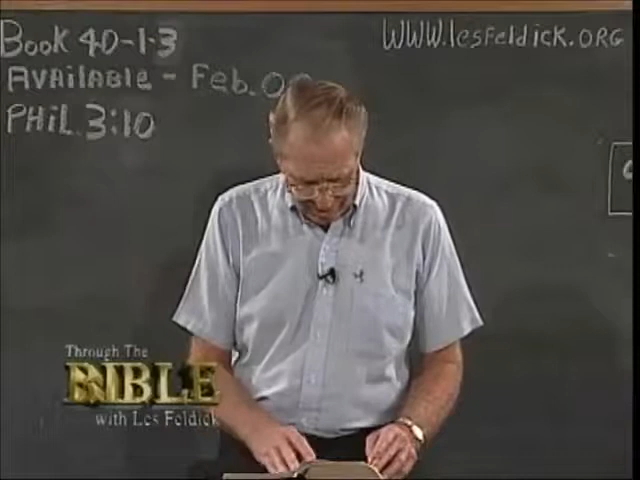 Book 40-1-3
Available - Feb.
Phil. 3:10
www.lesfeldick.org
Through The
BIBLE
with Les Feldick